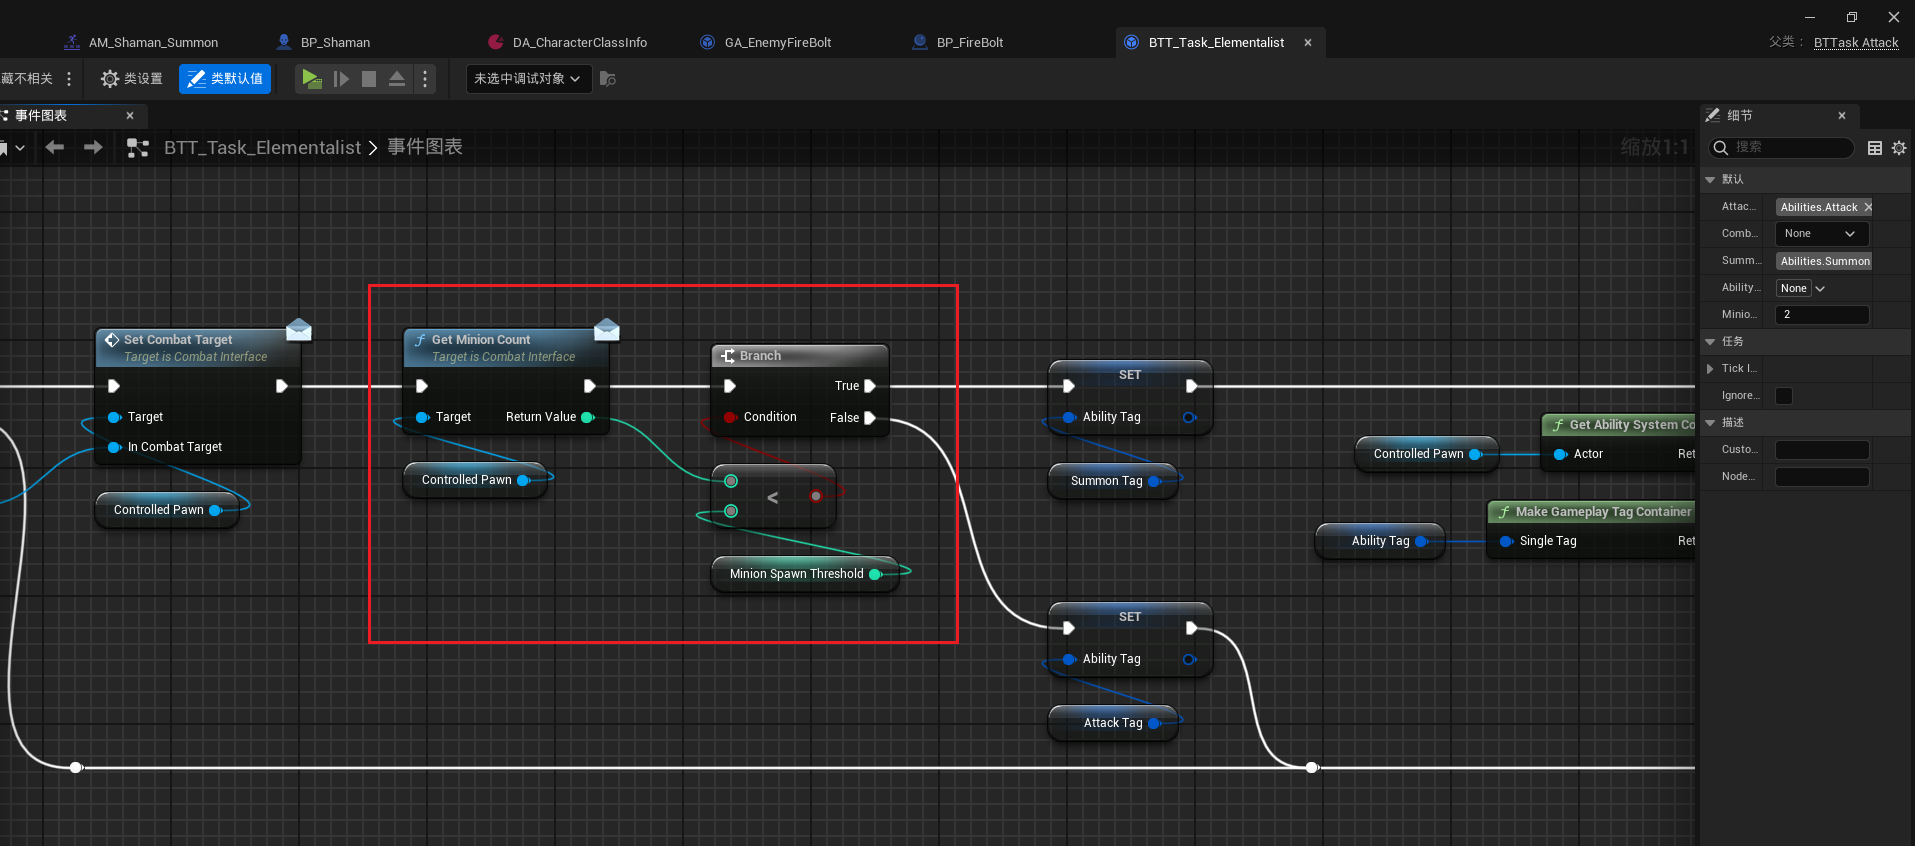 AM_Shaman_Summon
BP_Shaman
DA_CharacterClassInfo
GA_EnemyFireBolt
BP_FireBolt
BTT_Task_Elementalist
父类：
BTTask Attack
藏不相关
类设置
类默认值
未选中调试对象
事件图表
细节
BTT_Task_Elementalist > 事件图表
缩放1:1
搜索
默认
Attac...
Abilities.Attack
Comb...
None
Summ...
Abilities.Summon
Ability...
None
Minio...
2
任务
Tick I...
Ignore...
描述
Custo...
Node...
Set Combat Target
Target is Combat Interface
Target
In Combat Target
Controlled Pawn
Get Minion Count
Target is Combat Interface
Target
Return Value
Controlled Pawn
Branch
True
Condition
False
<
Minion Spawn Threshold
SET
Ability Tag
Summon Tag
SET
Ability Tag
Attack Tag
Controlled Pawn
Get Ability System Co
Actor
Ret
Ability Tag
Make Gameplay Tag Container
Single Tag
Ret